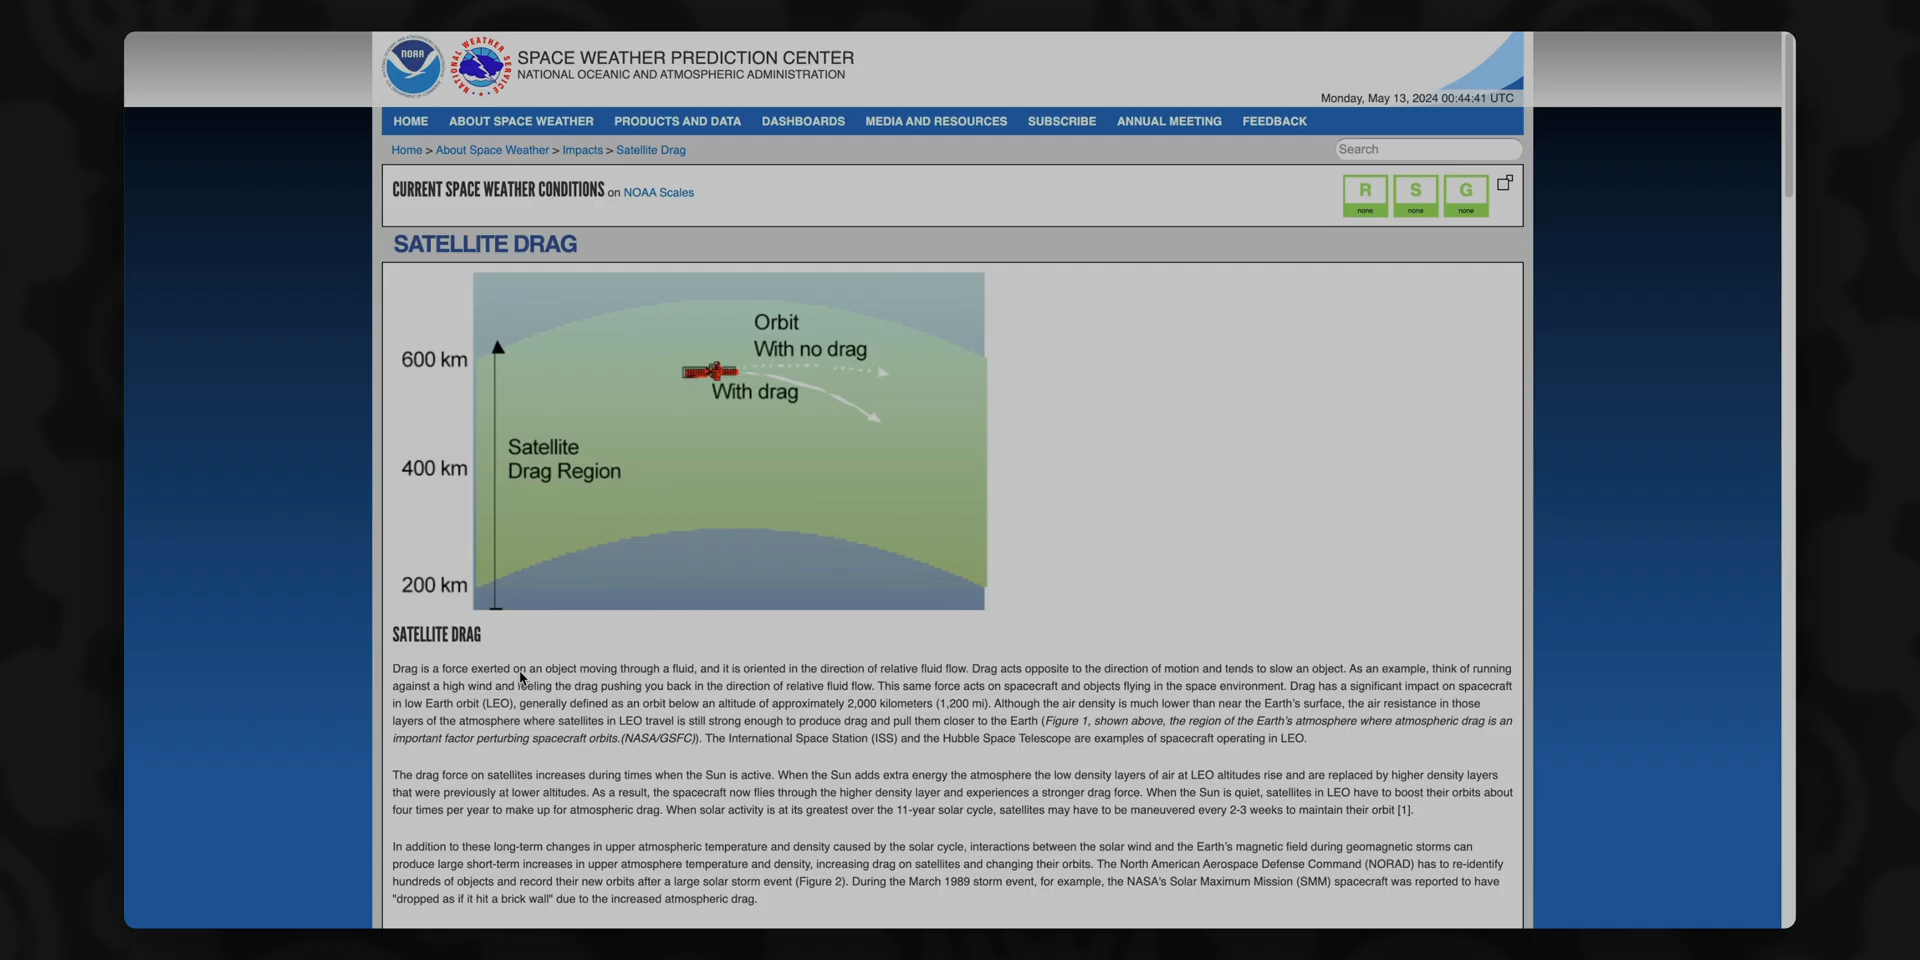 NOAA
NATIONAL WEATHER SERVICE
SPACE WEATHER PREDICTION CENTER
NATIONAL OCEANIC AND ATMOSPHERIC ADMINISTRATION
Monday, May 13, 2024 00:44:41 UTC
HOME ABOUT SPACE WEATHER PRODUCTS AND DATA DASHBOARDS MEDIA AND RESOURCES SUBSCRIBE ANNUAL MEETING FEEDBACK
Home > About Space Weather > Impacts > Satellite Drag
Search
CURRENT SPACE WEATHER CONDITIONS on NOAA Scales
R S G
none none none
SATELLITE DRAG
Orbit
With no drag
600 km
With drag
Satellite
Drag Region
400 km
200 km
SATELLITE DRAG
Drag is a force exerted on an object moving through a fluid, and it is oriented in the direction of relative fluid flow. Drag acts opposite to the direction of motion and tends to slow an object. As an example, think of running
against a high wind and feeling the drag pushing you back in the direction of relative fluid flow. This same force acts on spacecraft and objects flying in the space environment. Drag has a significant impact on spacecraft
in low Earth orbit (LEO), generally defined as an orbit below an altitude of approximately 2,000 kilometers (1,200 mi). Although the air density is much lower than near the Earth's surface, the air resistance in those
layers of the atmosphere where satellites in LEO travel is still strong enough to produce drag and pull them closer to the Earth (Figure 1, shown above, the region of the Earth's atmosphere where atmospheric drag is an
important factor perturbing spacecraft orbits.(NASA/GSFC)). The International Space Station (ISS) and the Hubble Space Telescope are examples of spacecraft operating in LEO.
The drag force on satellites increases during times when the Sun is active. When the Sun adds extra energy the atmosphere the low density layers of air at LEO altitudes rise and are replaced by higher density layers
that were previously at lower altitudes. As a result, the spacecraft now flies through the higher density layer and experiences a stronger drag force. When the Sun is quiet, satellites in LEO have to boost their orbits about
four times per year to make up for atmospheric drag. When solar activity is at its greatest over the 11-year solar cycle, satellites may have to be maneuvered every 2-3 weeks to maintain their orbit [1].
In addition to these long-term changes in upper atmospheric temperature and density caused by the solar cycle, interactions between the solar wind and the Earth's magnetic field during geomagnetic storms can
produce large short-term increases in upper atmosphere temperature and density, increasing drag on satellites and changing their orbits. The North American Aerospace Defense Command (NORAD) has to re-identify
hundreds of objects and record their new orbits after a large solar storm event (Figure 2). During the March 1989 storm event, for example, the NASA's Solar Maximum Mission (SMM) spacecraft was reported to have
"dropped as if it hit a brick wall" due to the increased atmospheric drag.